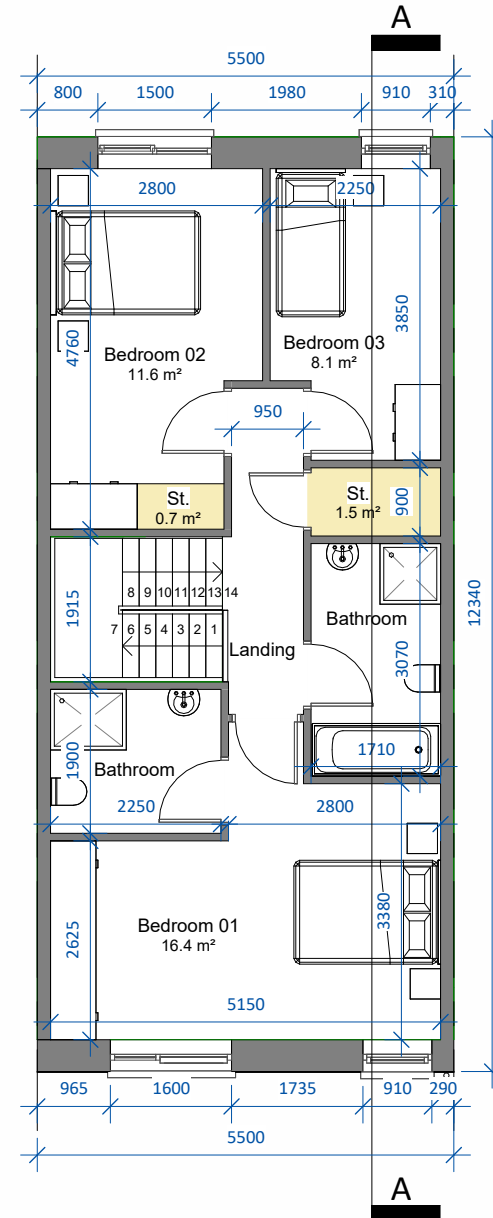 A
5500
800 1500 1980 910 310
2800 2250
4760
3850
Bedroom 02
11.6 m²
Bedroom 03
8.1 m²
950
St.
0.7 m²
St.
1.5 m²
900
12340
1915
8 9 10 11 12 13 14
7 6 5 4 3 2 1
Bathroom
Landing
3070
1900
Bathroom
1710
2250 2800
2625
Bedroom 01
16.4 m²
3380
5150
965 1600 1735 910 290
5500
A